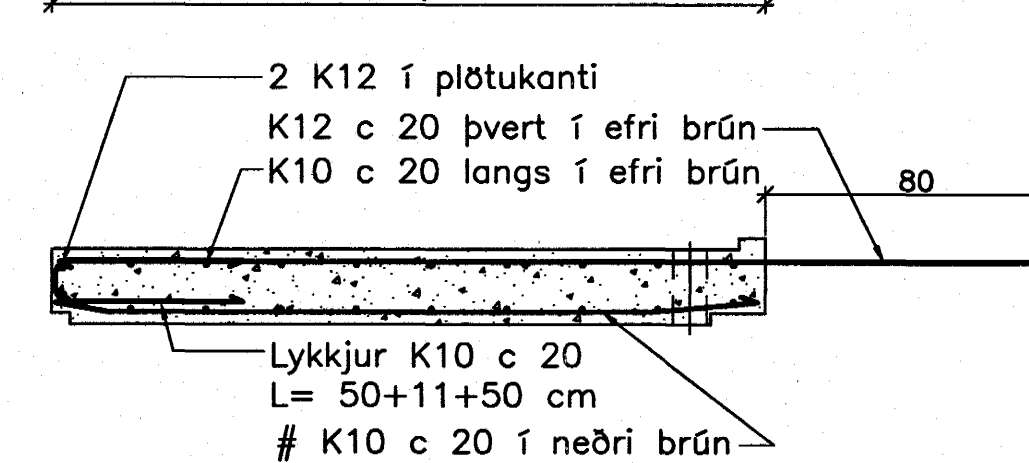 2 K12 í plötukanti
K12 c 20 þvert í efri brún
K10 c 20 langs í efri brún
80
Lykkjur K10 c 20
L= 50+11+50 cm
# K10 c 20 í neðri brún